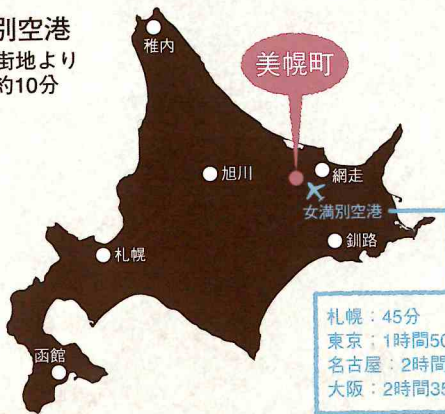 別空港
街地より
約10分
稚内
美幌町
旭川
網走
女満別空港
釧路
札幌
函館
札幌：45分
東京：1時間50
名古屋：2時間
大阪：2時間35